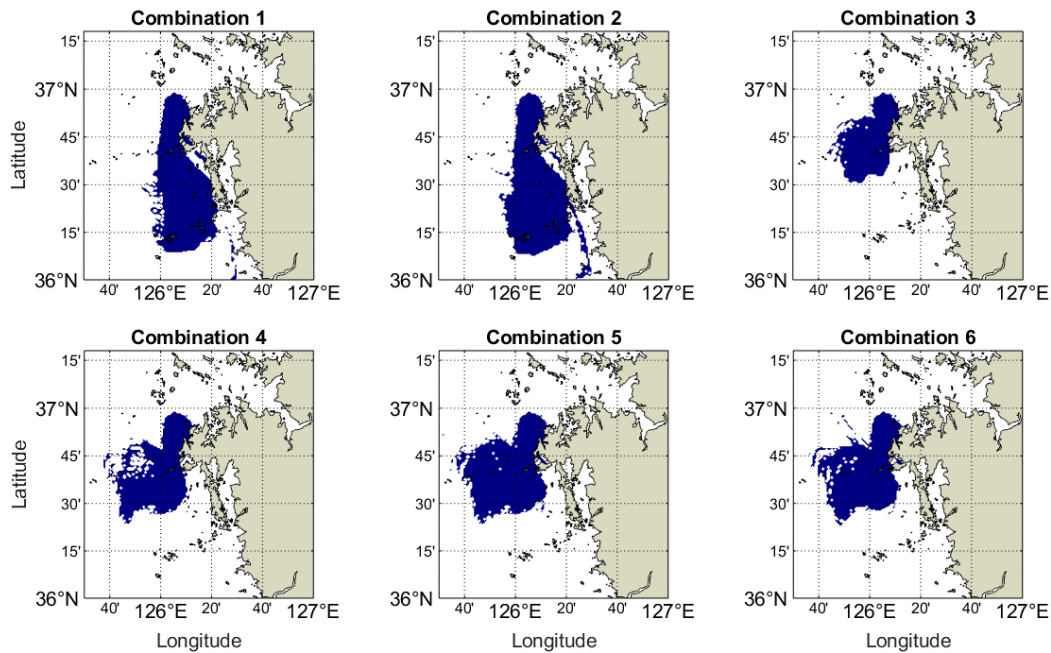 Combination 1
Combination 2
Combination 3
15'
15'
15'
37°N
37°N
37°N
45'
45'
45'
Latitude
30'
30'
30'
15'
15'
15'
36°N
36°N
36°N
40' 126°E 20' 40' 127°E
40' 126°E 20' 40' 127°E
40' 126°E 20' 40' 127°E
Combination 4
Combination 5
Combination 6
15'
15'
15'
37°N
37°N
37°N
45'
45'
45'
Latitude
30'
30'
30'
15'
15'
15'
36°N
36°N
36°N
40' 126°E 20' 40' 127°E
40' 126°E 20' 40' 127°E
40' 126°E 20' 40' 127°E
Longitude
Longitude
Longitude